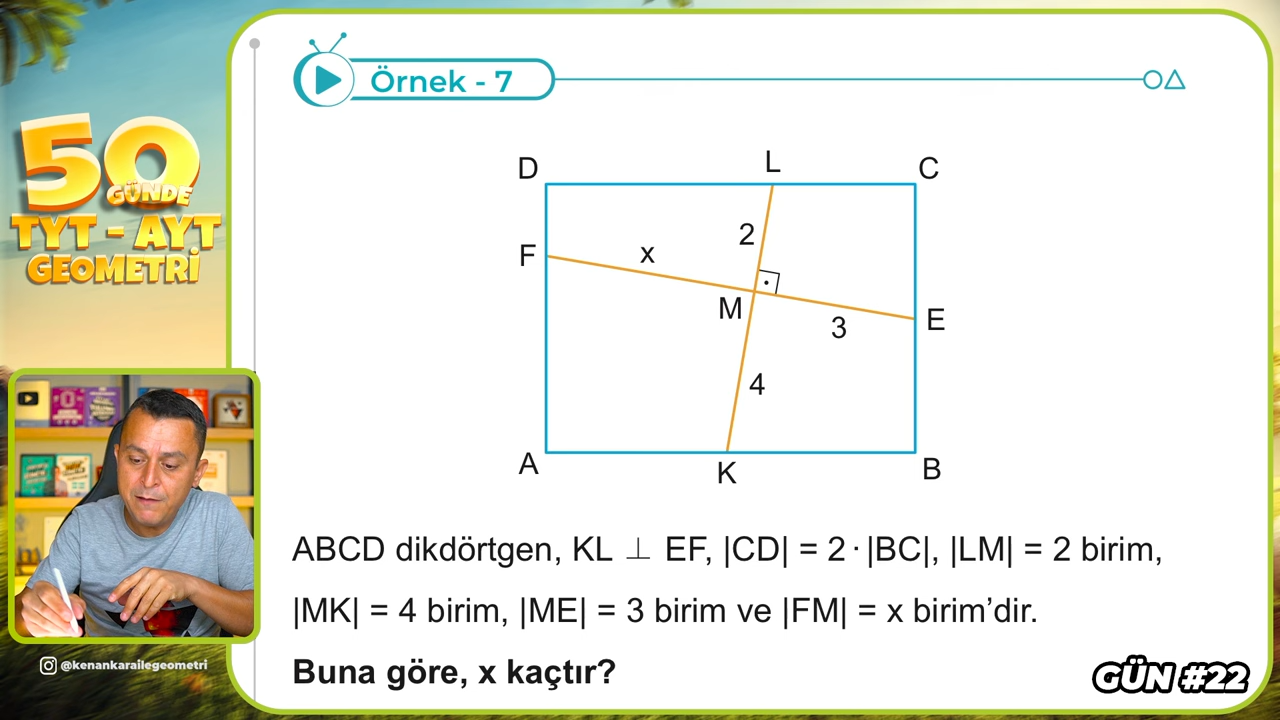 Örnek - 7
50
GÜNDE
TYT - AYT
GEOMETRİ
D
L
C
2
F
x
M
3
E
4
A
K
B
ABCD dikdörtgen, KL ⊥ EF, |CD| = 2·|BC|, |LM| = 2 birim,
|MK| = 4 birim, |ME| = 3 birim ve |FM| = x birim’dir.
Buna göre, x kaçtır?
@kenankarailegeometri
GÜN #22